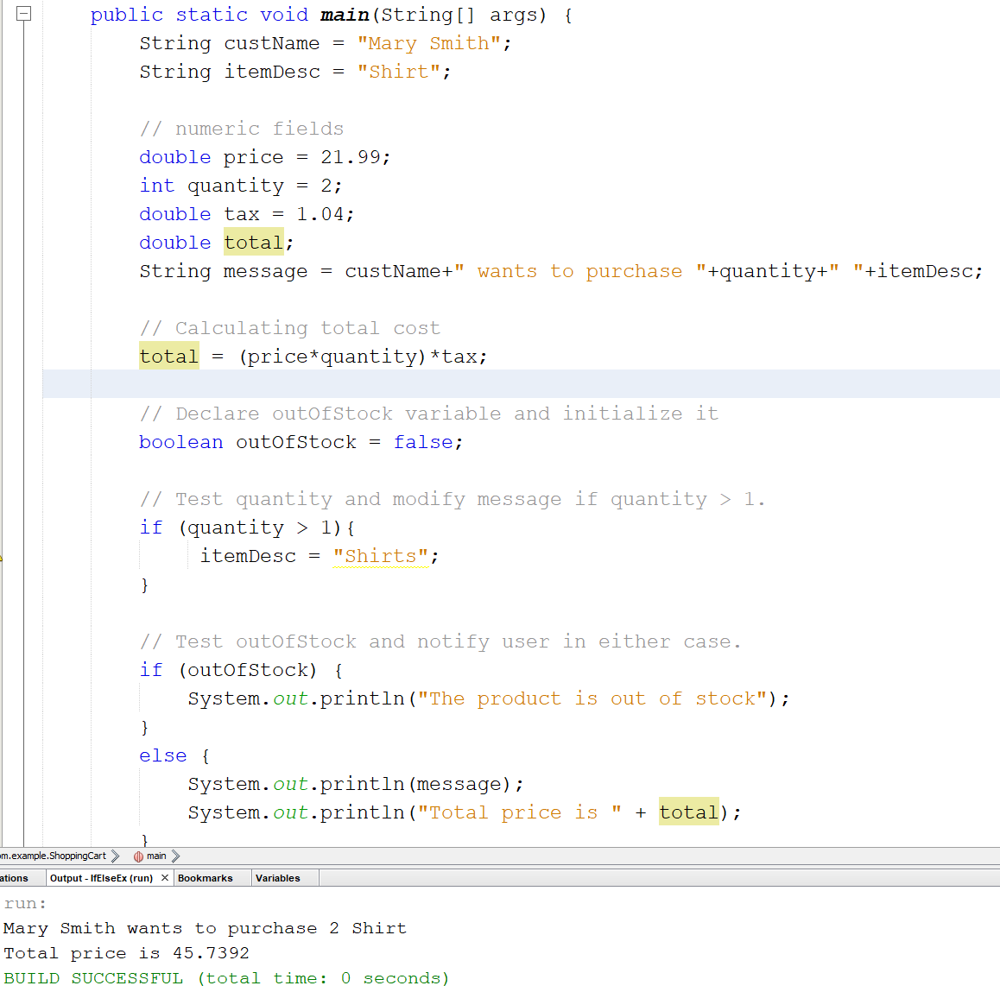 public static void main(String[] args) {
String custName = "Mary Smith";
String itemDesc = "Shirt";
// numeric fields
double price = 21.99;
int quantity = 2;
double tax = 1.04;
double total;
String message = custName+" wants to purchase "+quantity+" "+itemDesc;
// Calculating total cost
total = (price*quantity)*tax;
// Declare outOfStock variable and initialize it
boolean outOfStock = false;
// Test quantity and modify message if quantity > 1.
if (quantity > 1){
itemDesc = "Shirts";
}
// Test outOfStock and notify user in either case.
if (outOfStock) {
System.out.println("The product is out of stock");
}
else {
System.out.println(message);
System.out.println("Total price is " + total);
}
om.example.ShoppingCart main
ations Output - IfElseEx (run) × Bookmarks Variables
run:
Mary Smith wants to purchase 2 Shirt
Total price is 45.7392
BUILD SUCCESSFUL (total time: 0 seconds)